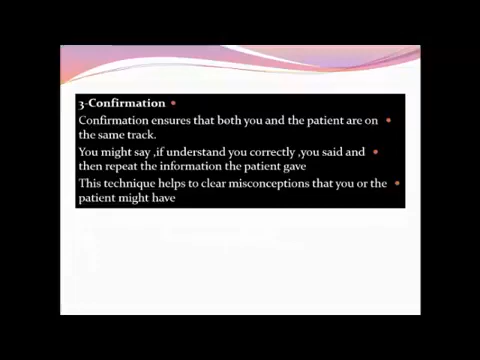 3-Confirmation •
Confirmation ensures that both you and the patient are on •
the same track.
You might say ,if understand you correctly ,you said and •
then repeat the information the patient gave
This technique helps to clear misconceptions that you or the •
patient might have